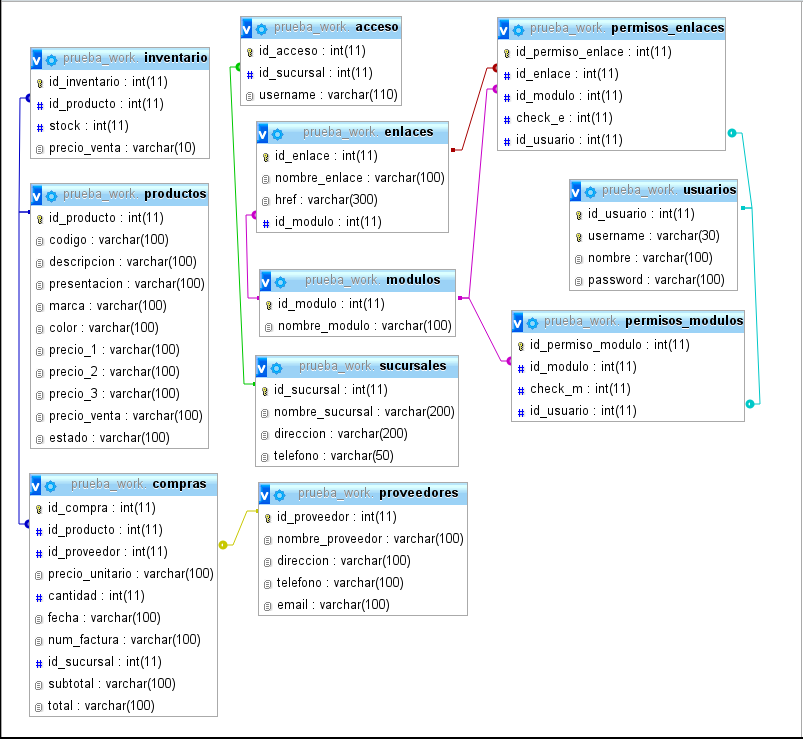 prueba_work. inventario
id_inventario : int(11)
id_producto : int(11)
stock : int(11)
precio_venta : varchar(10)
prueba_work. productos
id_producto : int(11)
codigo : varchar(100)
descripcion : varchar(100)
presentacion : varchar(100)
marca : varchar(100)
color : varchar(100)
precio_1 : varchar(100)
precio_2 : varchar(100)
precio_3 : varchar(100)
precio_venta : varchar(100)
estado : varchar(100)
prueba_work. compras
id_compra : int(11)
id_producto : int(11)
id_proveedor : int(11)
precio_unitario : varchar(100)
cantidad : int(11)
fecha : varchar(100)
num_factura : varchar(100)
id_sucursal : int(11)
subtotal : varchar(100)
total : varchar(100)
prueba_work. acceso
id_acceso : int(11)
id_sucursal : int(11)
username : varchar(110)
prueba_work. enlaces
id_enlace : int(11)
nombre_enlace : varchar(100)
href : varchar(300)
id_modulo : int(11)
prueba_work. modulos
id_modulo : int(11)
nombre_modulo : varchar(100)
prueba_work. sucursales
id_sucursal : int(11)
nombre_sucursal : varchar(200)
direccion : varchar(200)
telefono : varchar(50)
prueba_work. proveedores
id_proveedor : int(11)
nombre_proveedor : varchar(100)
direccion : varchar(100)
telefono : varchar(100)
email : varchar(100)
prueba_work. permisos_enlaces
id_permiso_enlace : int(11)
id_enlace : int(11)
id_modulo : int(11)
check_e : int(11)
id_usuario : int(11)
prueba_work. usuarios
id_usuario : int(11)
username : varchar(30)
nombre : varchar(100)
password : varchar(100)
prueba_work. permisos_modulos
id_permiso_modulo : int(11)
id_modulo : int(11)
check_m : int(11)
id_usuario : int(11)